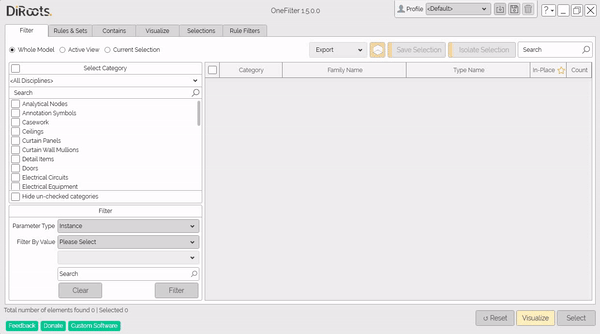 DiRoots
OneFilter 1.5.0.0
Profile <Default>
?
Filter Rules & Sets Contains Visualize Selections Rule Filters
Whole Model Active View Current Selection
Export Save Selection Isolate Selection Search
Select Category
<All Disciplines>
Search
Analytical Nodes
Annotation Symbols
Casework
Ceilings
Curtain Panels
Curtain Wall Mullions
Detail Items
Doors
Electrical Circuits
Electrical Equipment
Hide un-checked categories
Category Family Name Type Name In-Place Count
Filter
Parameter Type Instance
Filter By Value Please Select
Search
Clear Filter
Total number of elements found 0 | Selected 0
Feedback Donate Custom Software
Reset Visualize Select